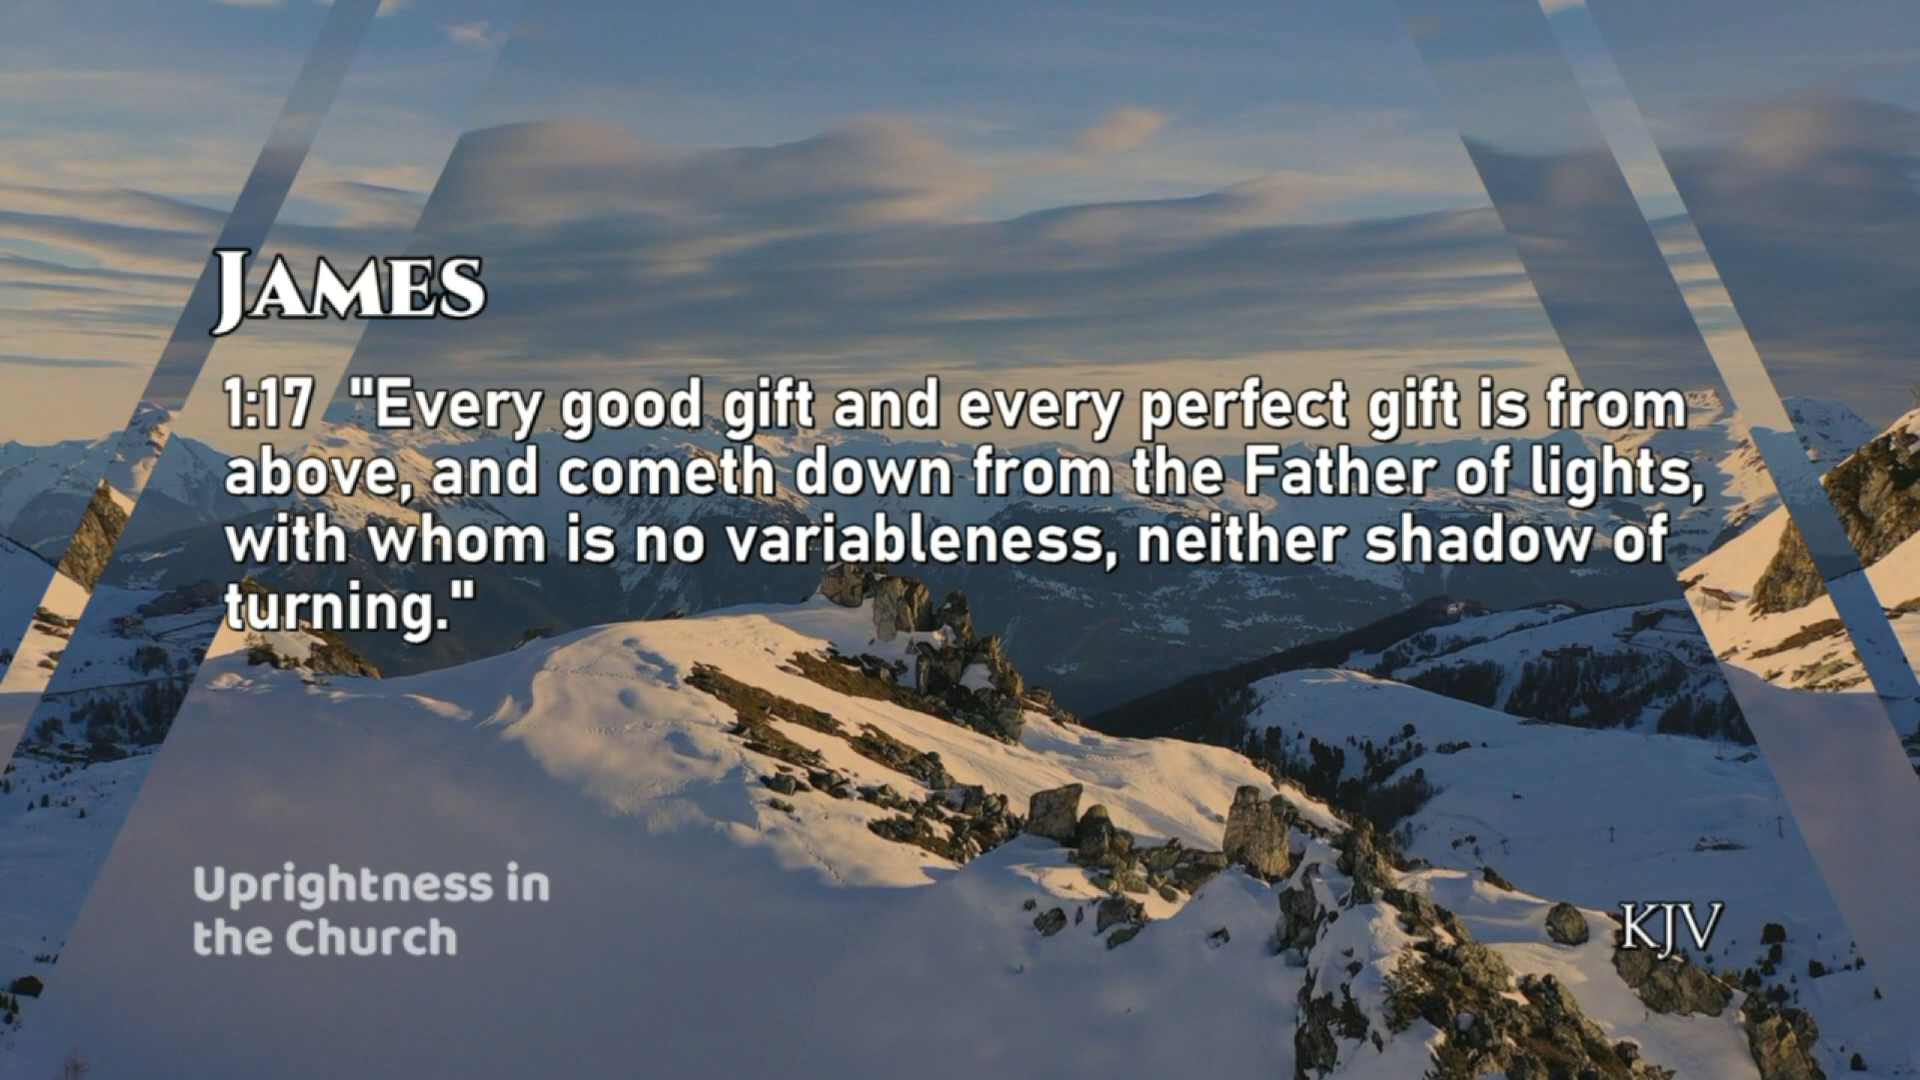 JAMES
1:17 "Every good gift and every perfect gift is from
above, and cometh down from the Father of lights,
with whom is no variableness, neither shadow of
turning."
Uprightness in
the Church
KJV